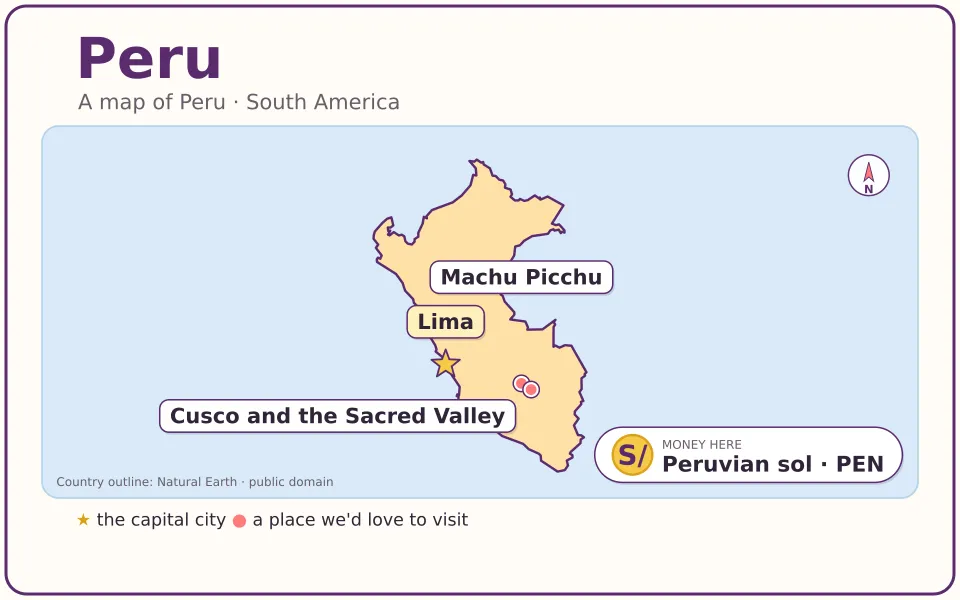 Peru
A map of Peru · South America
N
Machu Picchu
Lima
Cusco and the Sacred Valley
S/
MONEY HERE
Peruvian sol · PEN
Country outline: Natural Earth · public domain
★ the capital city ● a place we'd love to visit